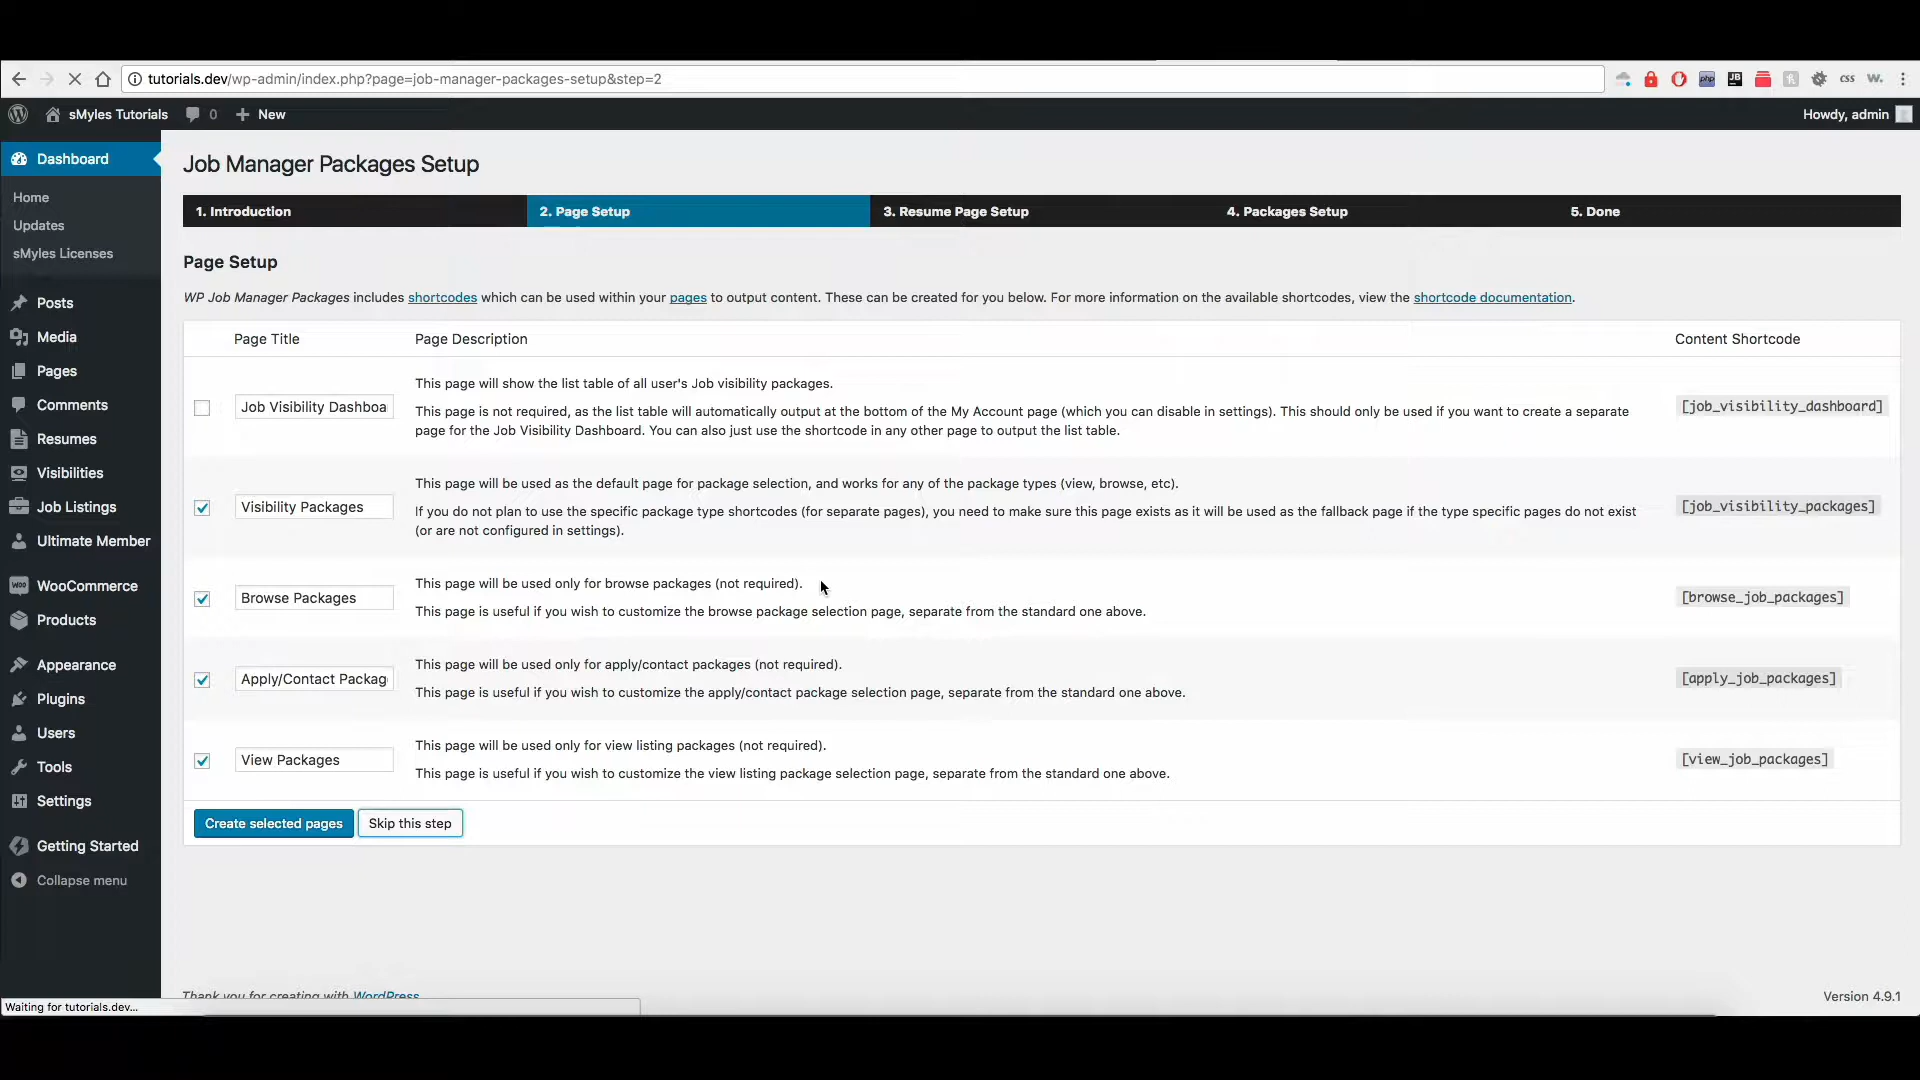 tutorials.dev/wp-admin/index.php?page=job-manager-packages-setup&step=2
php
JB
CSS
W.
sMyles Tutorials
0
New
Howdy, admin
Dashboard
Home
Updates
sMyles Licenses
Posts
Media
Pages
Comments
Resumes
Visibilities
Job Listings
Ultimate Member
WooCommerce
Products
Appearance
Plugins
Users
Tools
Settings
Getting Started
Collapse menu
Job Manager Packages Setup
1. Introduction
2. Page Setup
3. Resume Page Setup
4. Packages Setup
5. Done
Page Setup
WP Job Manager Packages includes shortcodes which can be used within your pages to output content. These can be created for you below. For more information on the available shortcodes, view the shortcode documentation.
Page Title
Page Description
Content Shortcode
Job Visibility Dashboa
This page will show the list table of all user's Job visibility packages.
This page is not required, as the list table will automatically output at the bottom of the My Account page (which you can disable in settings). This should only be used if you want to create a separate
page for the Job Visibility Dashboard. You can also just use the shortcode in any other page to output the list table.
[job_visibility_dashboard]
Visibility Packages
This page will be used as the default page for package selection, and works for any of the package types (view, browse, etc).
If you do not plan to use the specific package type shortcodes (for separate pages), you need to make sure this page exists as it will be used as the fallback page if the type specific pages do not exist
(or are not configured in settings).
[job_visibility_packages]
Browse Packages
This page will be used only for browse packages (not required).
This page is useful if you wish to customize the browse package selection page, separate from the standard one above.
[browse_job_packages]
Apply/Contact Packag
This page will be used only for apply/contact packages (not required).
This page is useful if you wish to customize the apply/contact package selection page, separate from the standard one above.
[apply_job_packages]
View Packages
This page will be used only for view listing packages (not required).
This page is useful if you wish to customize the view listing package selection page, separate from the standard one above.
[view_job_packages]
Create selected pages
Skip this step
Thank you for creating with WordPress
Version 4.9.1
Waiting for tutorials.dev...